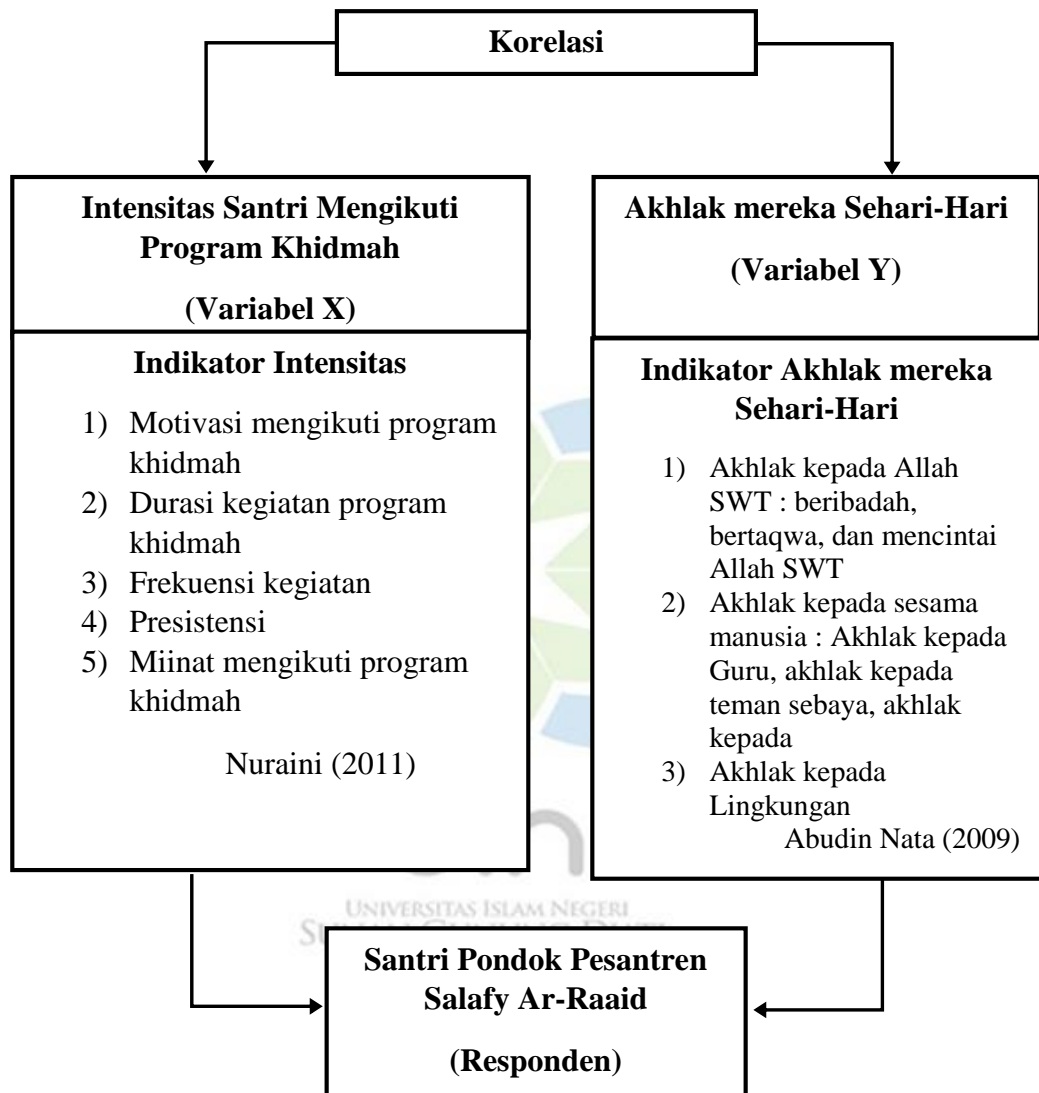 Korelasi
Intensitas Santri Mengikuti
Program Khidmah
(Variabel X)
Indikator Intensitas
1) Motivasi mengikuti program
khidmah
2) Durasi kegiatan program
khidmah
3) Frekuensi kegiatan
4) Presistensi
5) Miinat mengikuti program
khidmah
Nuraini (2011)
Akhlak mereka Sehari-Hari
(Variabel Y)
Indikator Akhlak mereka
Sehari-Hari
1) Akhlak kepada Allah
SWT : beribadah,
bertaqwa, dan mencintai
Allah SWT
2) Akhlak kepada sesama
manusia : Akhlak kepada
Guru, akhlak kepada
teman sebaya, akhlak
kepada
3) Akhlak kepada
Lingkungan
Abudin Nata (2009)
UNIVERSITAS ISLAM NEGERI
Santri Pondok Pesantren
Salafy Ar-Raaid
(Responden)